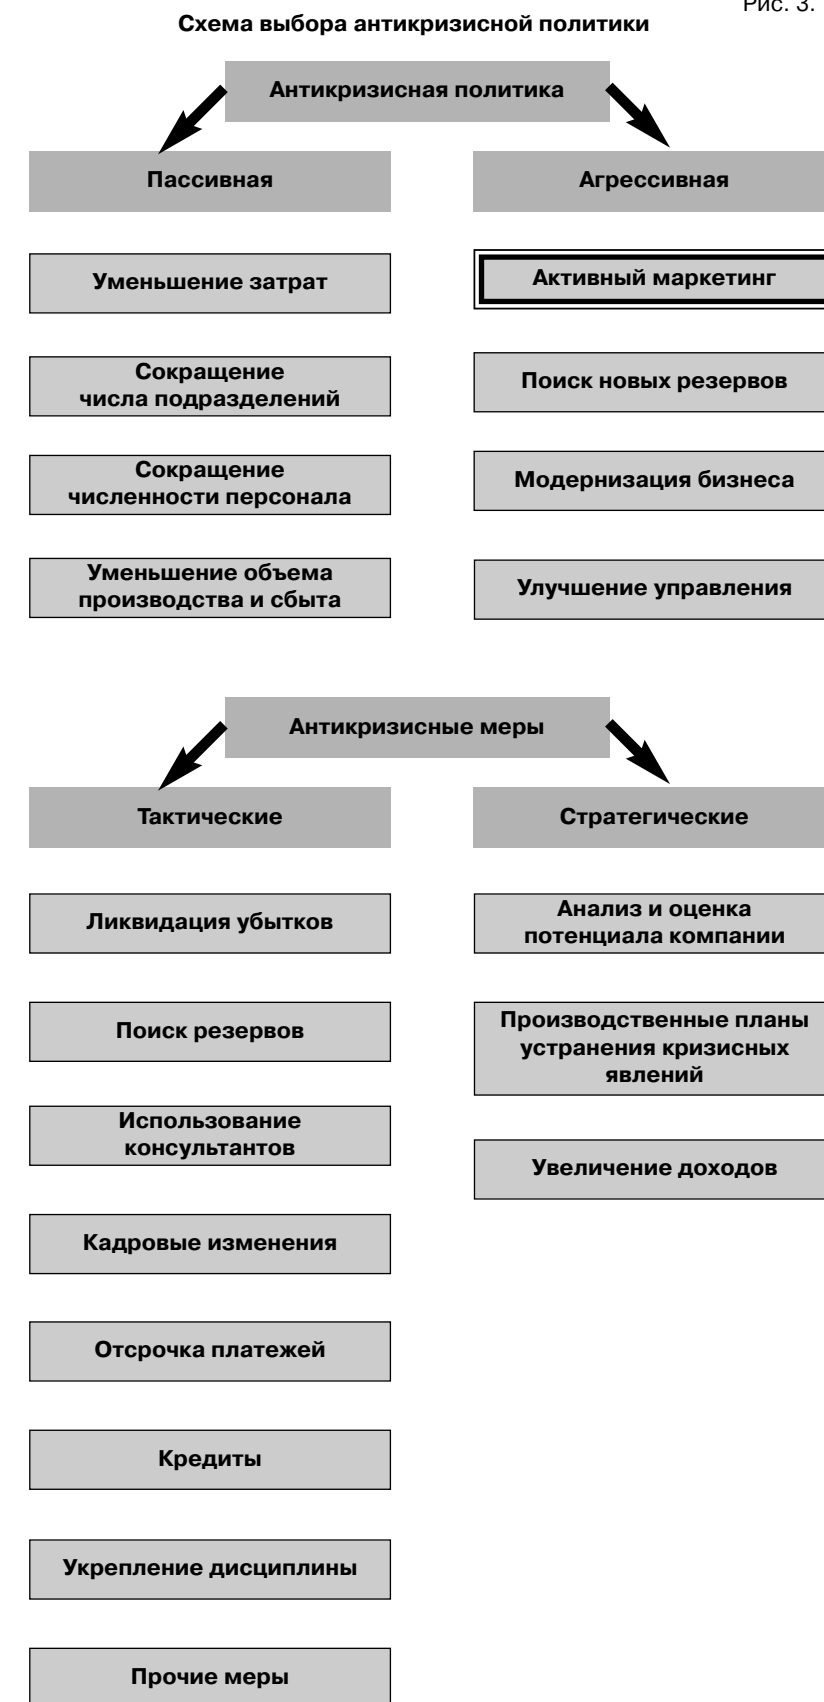 Рис. 3.
Схема выбора антикризисной политики
Антикризисная политика
Пассивная
Агрессивная
Уменьшение затрат
Активный маркетинг
Сокращение
числа подразделений
Поиск новых резервов
Сокращение
численности персонала
Модернизация бизнеса
Уменьшение объема
производства и сбыта
Улучшение управления
Антикризисные меры
Тактические
Стратегические
Ликвидация убытков
Анализ и оценка
потенциала компании
Поиск резервов
Производственные планы
устранения кризисных
явлений
Использование
консультантов
Увеличение доходов
Кадровые изменения
Отсрочка платежей
Кредиты
Укрепление дисциплины
Прочие меры